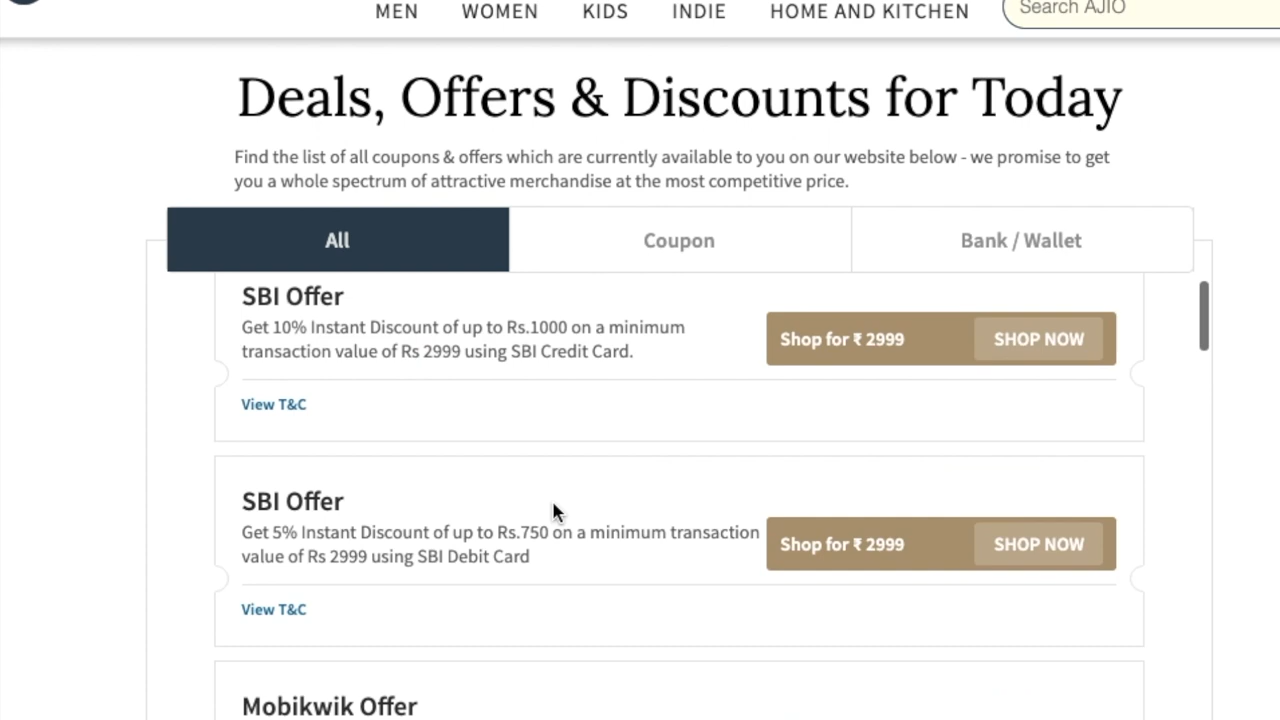 MEN WOMEN KIDS INDIE HOME AND KITCHEN Search AJIO
Deals, Offers & Discounts for Today
Find the list of all coupons & offers which are currently available to you on our website below - we promise to get
you a whole spectrum of attractive merchandise at the most competitive price.
All Coupon Bank / Wallet
SBI Offer
Get 10% Instant Discount of up to Rs.1000 on a minimum
transaction value of Rs 2999 using SBI Credit Card.
Shop for ₹ 2999 SHOP NOW
View T&C
SBI Offer
Get 5% Instant Discount of up to Rs.750 on a minimum transaction
value of Rs 2999 using SBI Debit Card
Shop for ₹ 2999 SHOP NOW
View T&C
Mobikwik Offer